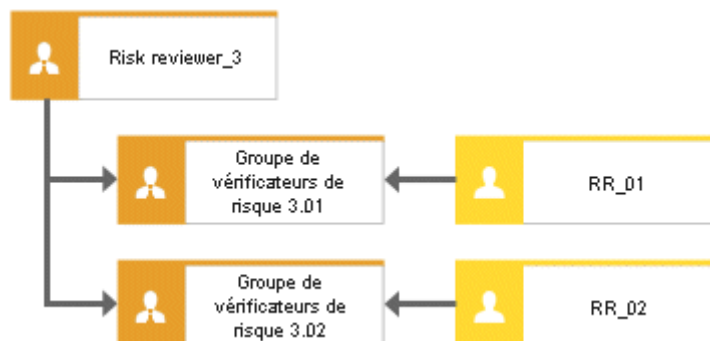 Risk reviewer_3
Groupe de
vérificateurs de
risque 3.01
RR_01
Groupe de
vérificateurs de
risque 3.02
RR_02